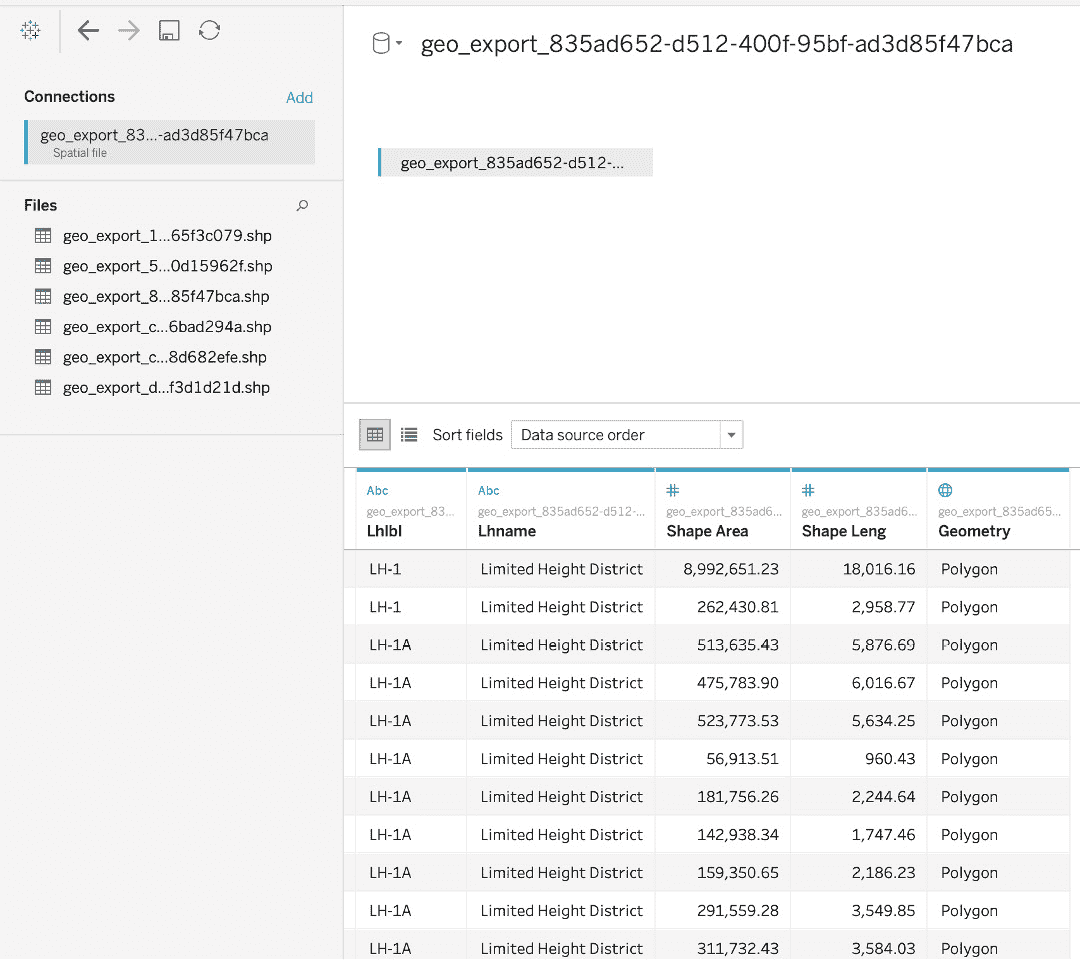 geo_export_835ad652-d512-400f-95bf-ad3d85f47bca
Connections Add
geo_export_83...-ad3d85f47bca
Spatial file
geo_export_835ad652-d512-...
Files
geo_export_1...65f3c079.shp
geo_export_5...0d15962f.shp
geo_export_8...85f47bca.shp
geo_export_c...6bad294a.shp
geo_export_c...8d682efe.shp
geo_export_d...f3d1d21d.shp
Sort fields Data source order
Abc Abc # #
geo_export_83... geo_export_835ad652-d512-... geo_export_835ad6... geo_export_835ad6... geo_export_835ad65...
Lhlbl Lhname Shape Area Shape Leng Geometry
LH-1 Limited Height District 8,992,651.23 18,016.16 Polygon
LH-1 Limited Height District 262,430.81 2,958.77 Polygon
LH-1A Limited Height District 513,635.43 5,876.69 Polygon
LH-1A Limited Height District 475,783.90 6,016.67 Polygon
LH-1A Limited Height District 523,773.53 5,634.25 Polygon
LH-1A Limited Height District 56,913.51 960.43 Polygon
LH-1A Limited Height District 181,756.26 2,244.64 Polygon
LH-1A Limited Height District 142,938.34 1,747.46 Polygon
LH-1A Limited Height District 159,350.65 2,186.23 Polygon
LH-1A Limited Height District 291,559.28 3,549.85 Polygon
LH-1A Limited Height District 311,732.43 3,584.03 Polygon